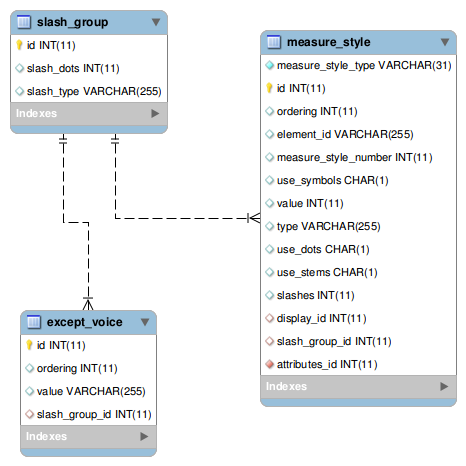 slash_group
id INT(11)
slash_dots INT(11)
slash_type VARCHAR(255)
Indexes
measure_style
measure_style_type VARCHAR(31)
id INT(11)
ordering INT(11)
element_id VARCHAR(255)
measure_style_number INT(11)
use_symbols CHAR(1)
value INT(11)
type VARCHAR(255)
use_dots CHAR(1)
use_stems CHAR(1)
slashes INT(11)
display_id INT(11)
slash_group_id INT(11)
attributes_id INT(11)
Indexes
except_voice
id INT(11)
ordering INT(11)
value VARCHAR(255)
slash_group_id INT(11)
Indexes